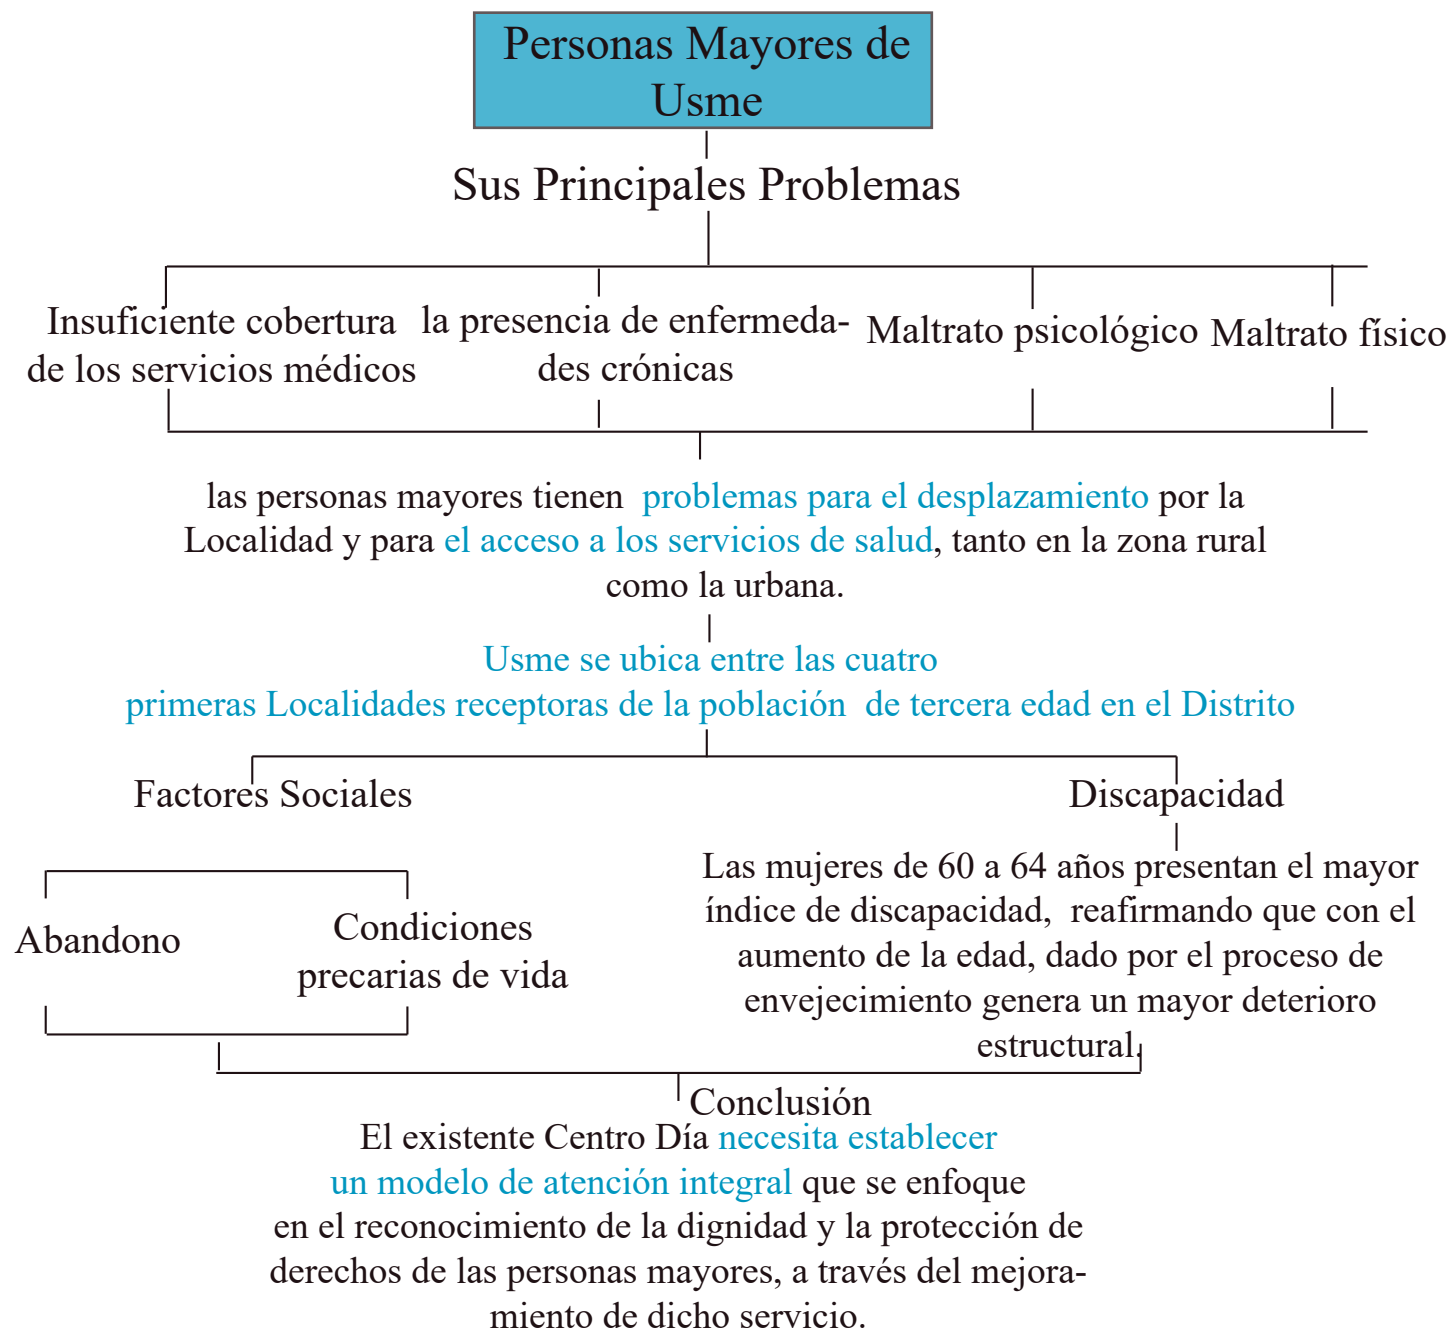 Personas Mayores de
Usme
Sus Principales Problemas
Insuficiente cobertura
de los servicios médicos
la presencia de enfermeda-
des crónicas
Maltrato psicológico
Maltrato físico
las personas mayores tienen problemas para el desplazamiento por la
Localidad y para el acceso a los servicios de salud, tanto en la zona rural
como la urbana.
Usme se ubica entre las cuatro
primeras Localidades receptoras de la población de tercera edad en el Distrito
Factores Sociales
Abandono
Condiciones
precarias de vida
Discapacidad
Las mujeres de 60 a 64 años presentan el mayor
índice de discapacidad, reafirmando que con el
aumento de la edad, dado por el proceso de
envejecimiento genera un mayor deterioro
estructural.
Conclusión
El existente Centro Día necesita establecer
un modelo de atención integral que se enfoque
en el reconocimiento de la dignidad y la protección de
derechos de las personas mayores, a través del mejora-
miento de dicho servicio.